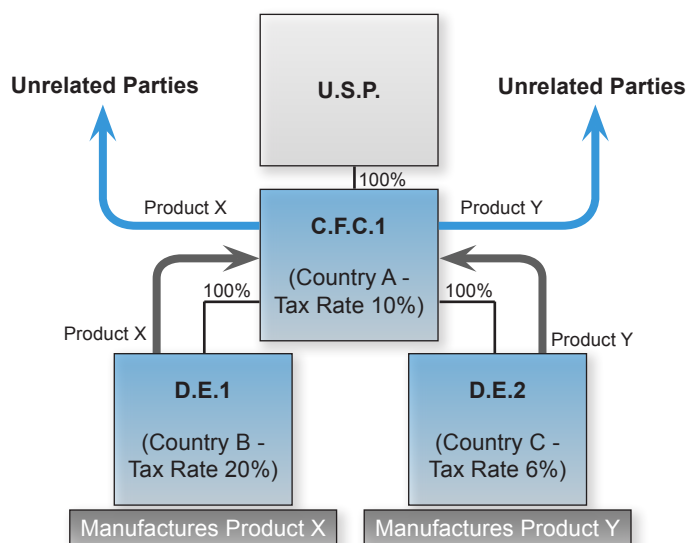 U.S.P.
Unrelated Parties
Unrelated Parties
100%
Product X
Product Y
C.F.C.1
(Country A -
Tax Rate 10%)
100%
100%
Product X
Product Y
D.E.1
(Country B -
Tax Rate 20%)
D.E.2
(Country C -
Tax Rate 6%)
Manufactures Product X
Manufactures Product Y